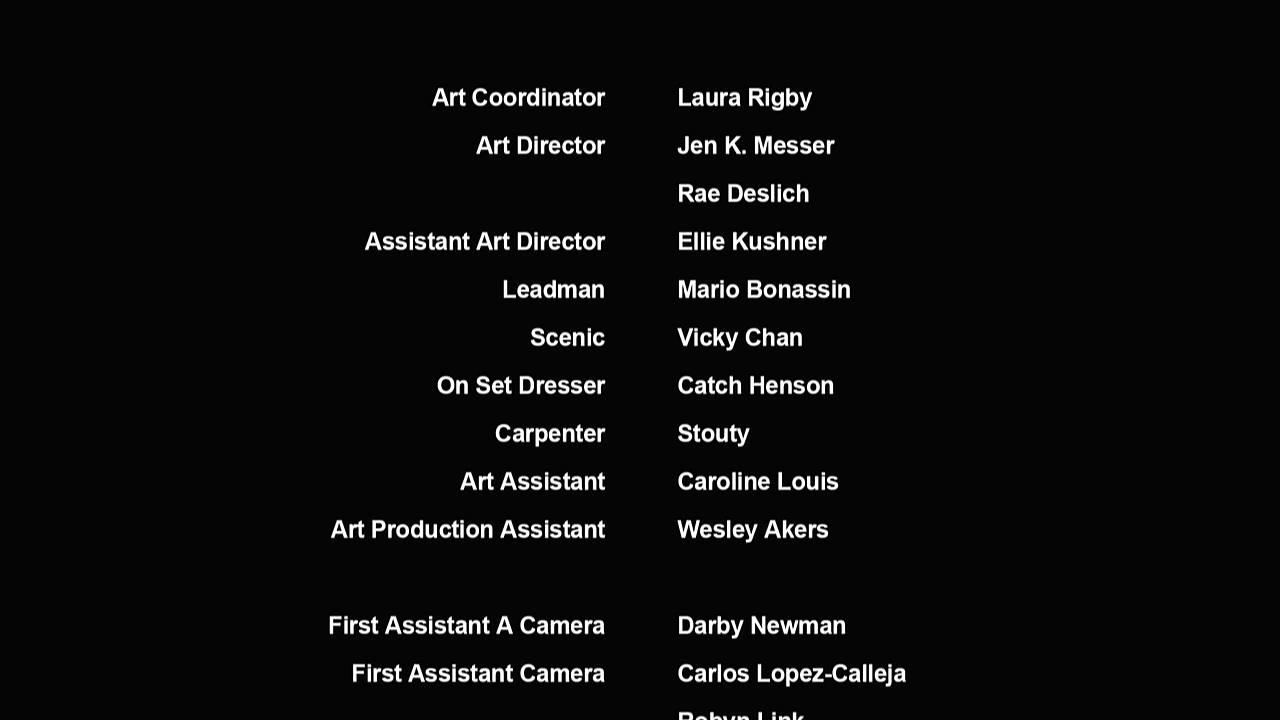 Art Coordinator Laura Rigby
Art Director Jen K. Messer
Rae Deslich
Assistant Art Director Ellie Kushner
Leadman Mario Bonassin
Scenic Vicky Chan
On Set Dresser Catch Henson
Carpenter Stouty
Art Assistant Caroline Louis
Art Production Assistant Wesley Akers
First Assistant A Camera Darby Newman
First Assistant Camera Carlos Lopez-Calleja
Robyn Link